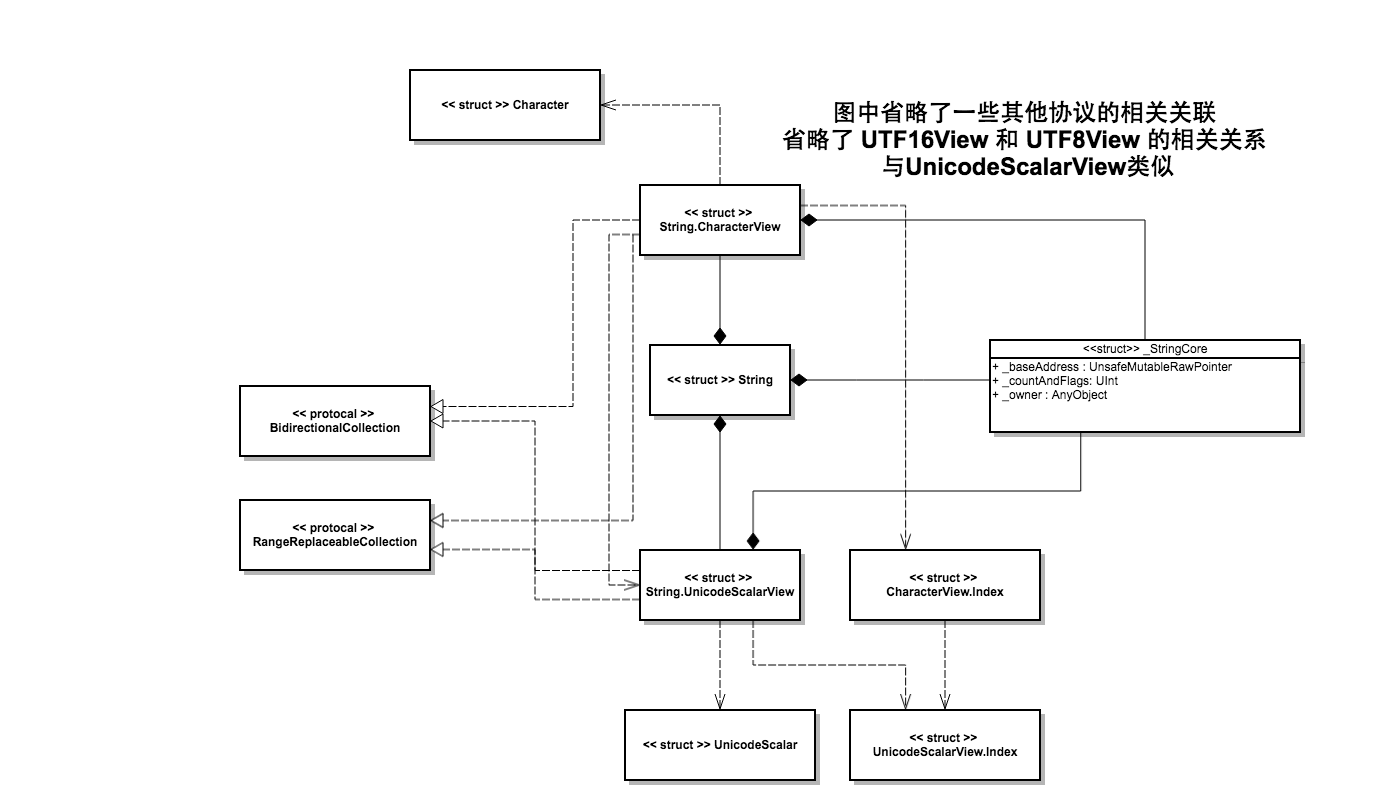 << struct >> Character
图中省略了一些其他协议的相关关联
省略了 UTF16View 和 UTF8View 的相关关系
与UnicodeScalarView类似
<< struct >>
String.CharacterView
<< struct >> String
<<struct>> _StringCore
+ _baseAddress : UnsafeMutableRawPointer
+ _countAndFlags: UInt
+ _owner : AnyObject
<< protocal >>
BidirectionalCollection
<< protocal >>
RangeReplaceableCollection
<< struct >>
String.UnicodeScalarView
<< struct >>
CharacterView.Index
<< struct >> UnicodeScalar
<< struct >>
UnicodeScalarView.Index